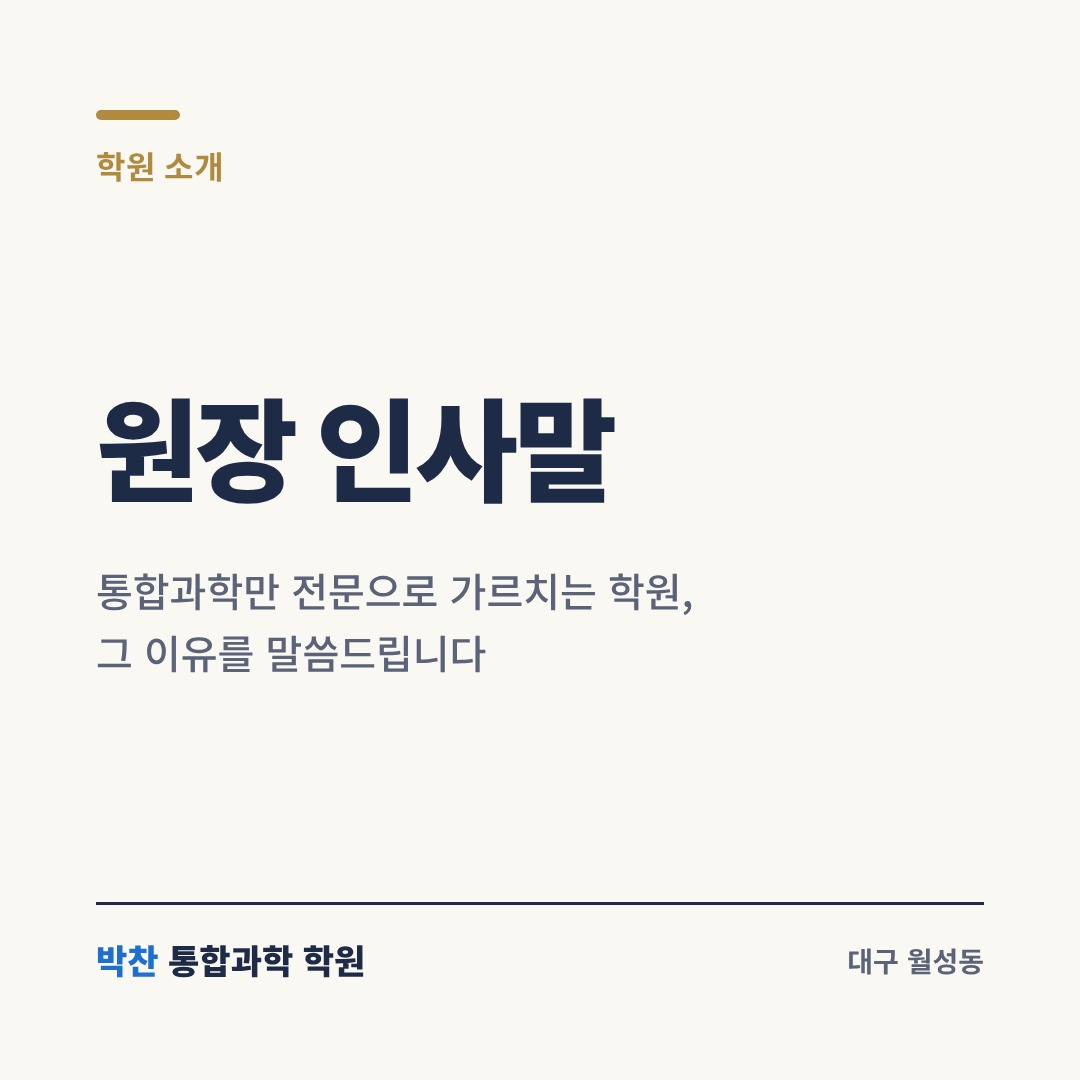 학원 소개
원장 인사말
통합과학만 전문으로 가르치는 학원,
그 이유를 말씀드립니다
박찬 통합과학 학원
대구 월성동